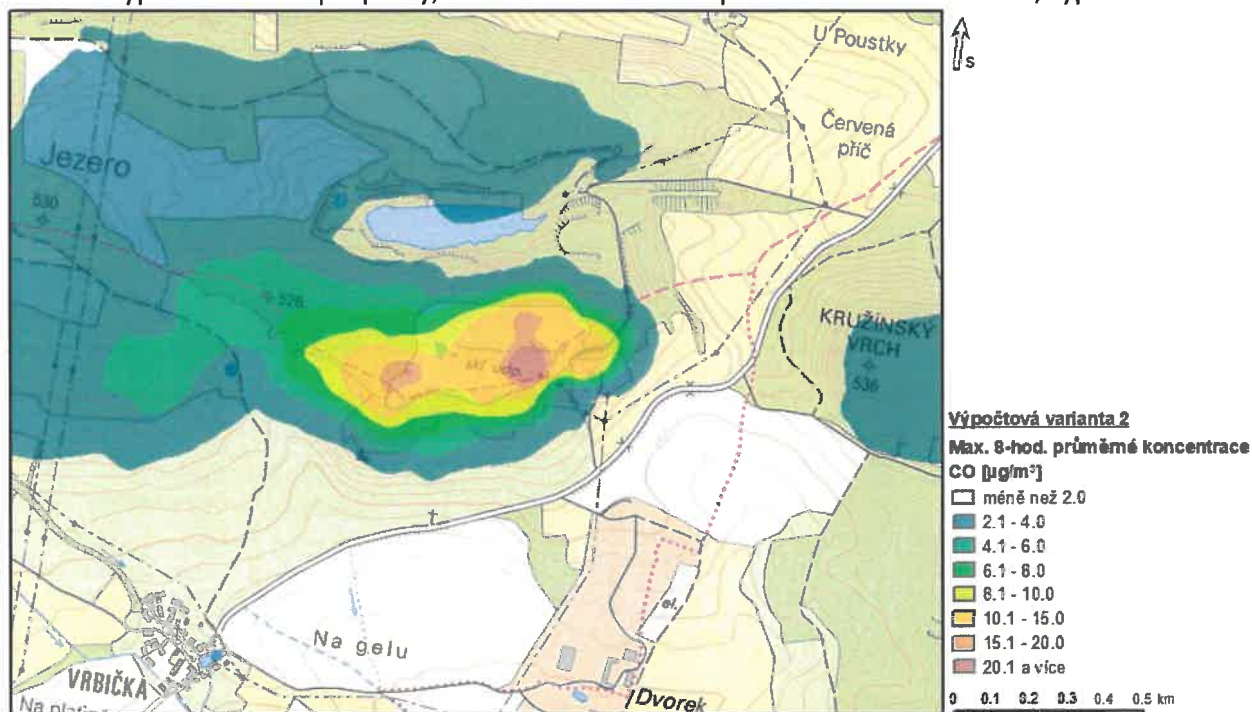 U Poustky
S
Červená
příč
Jezero
530
526
KRUŽÍNSKÝ
VRCH
536
Výpočtová varianta 2
Max. 8-hod. průměrné koncentrace
CO [µg/m³]
méně než 2.0
2.1 - 4.0
4.1 - 6.0
6.1 - 8.0
8.1 - 10.0
10.1 - 15.0
15.1 - 20.0
20.1 a více
0 0.1 0.2 0.3 0.4 0.5 km
el.
Na gelu
VRBIČKA
Dvorek